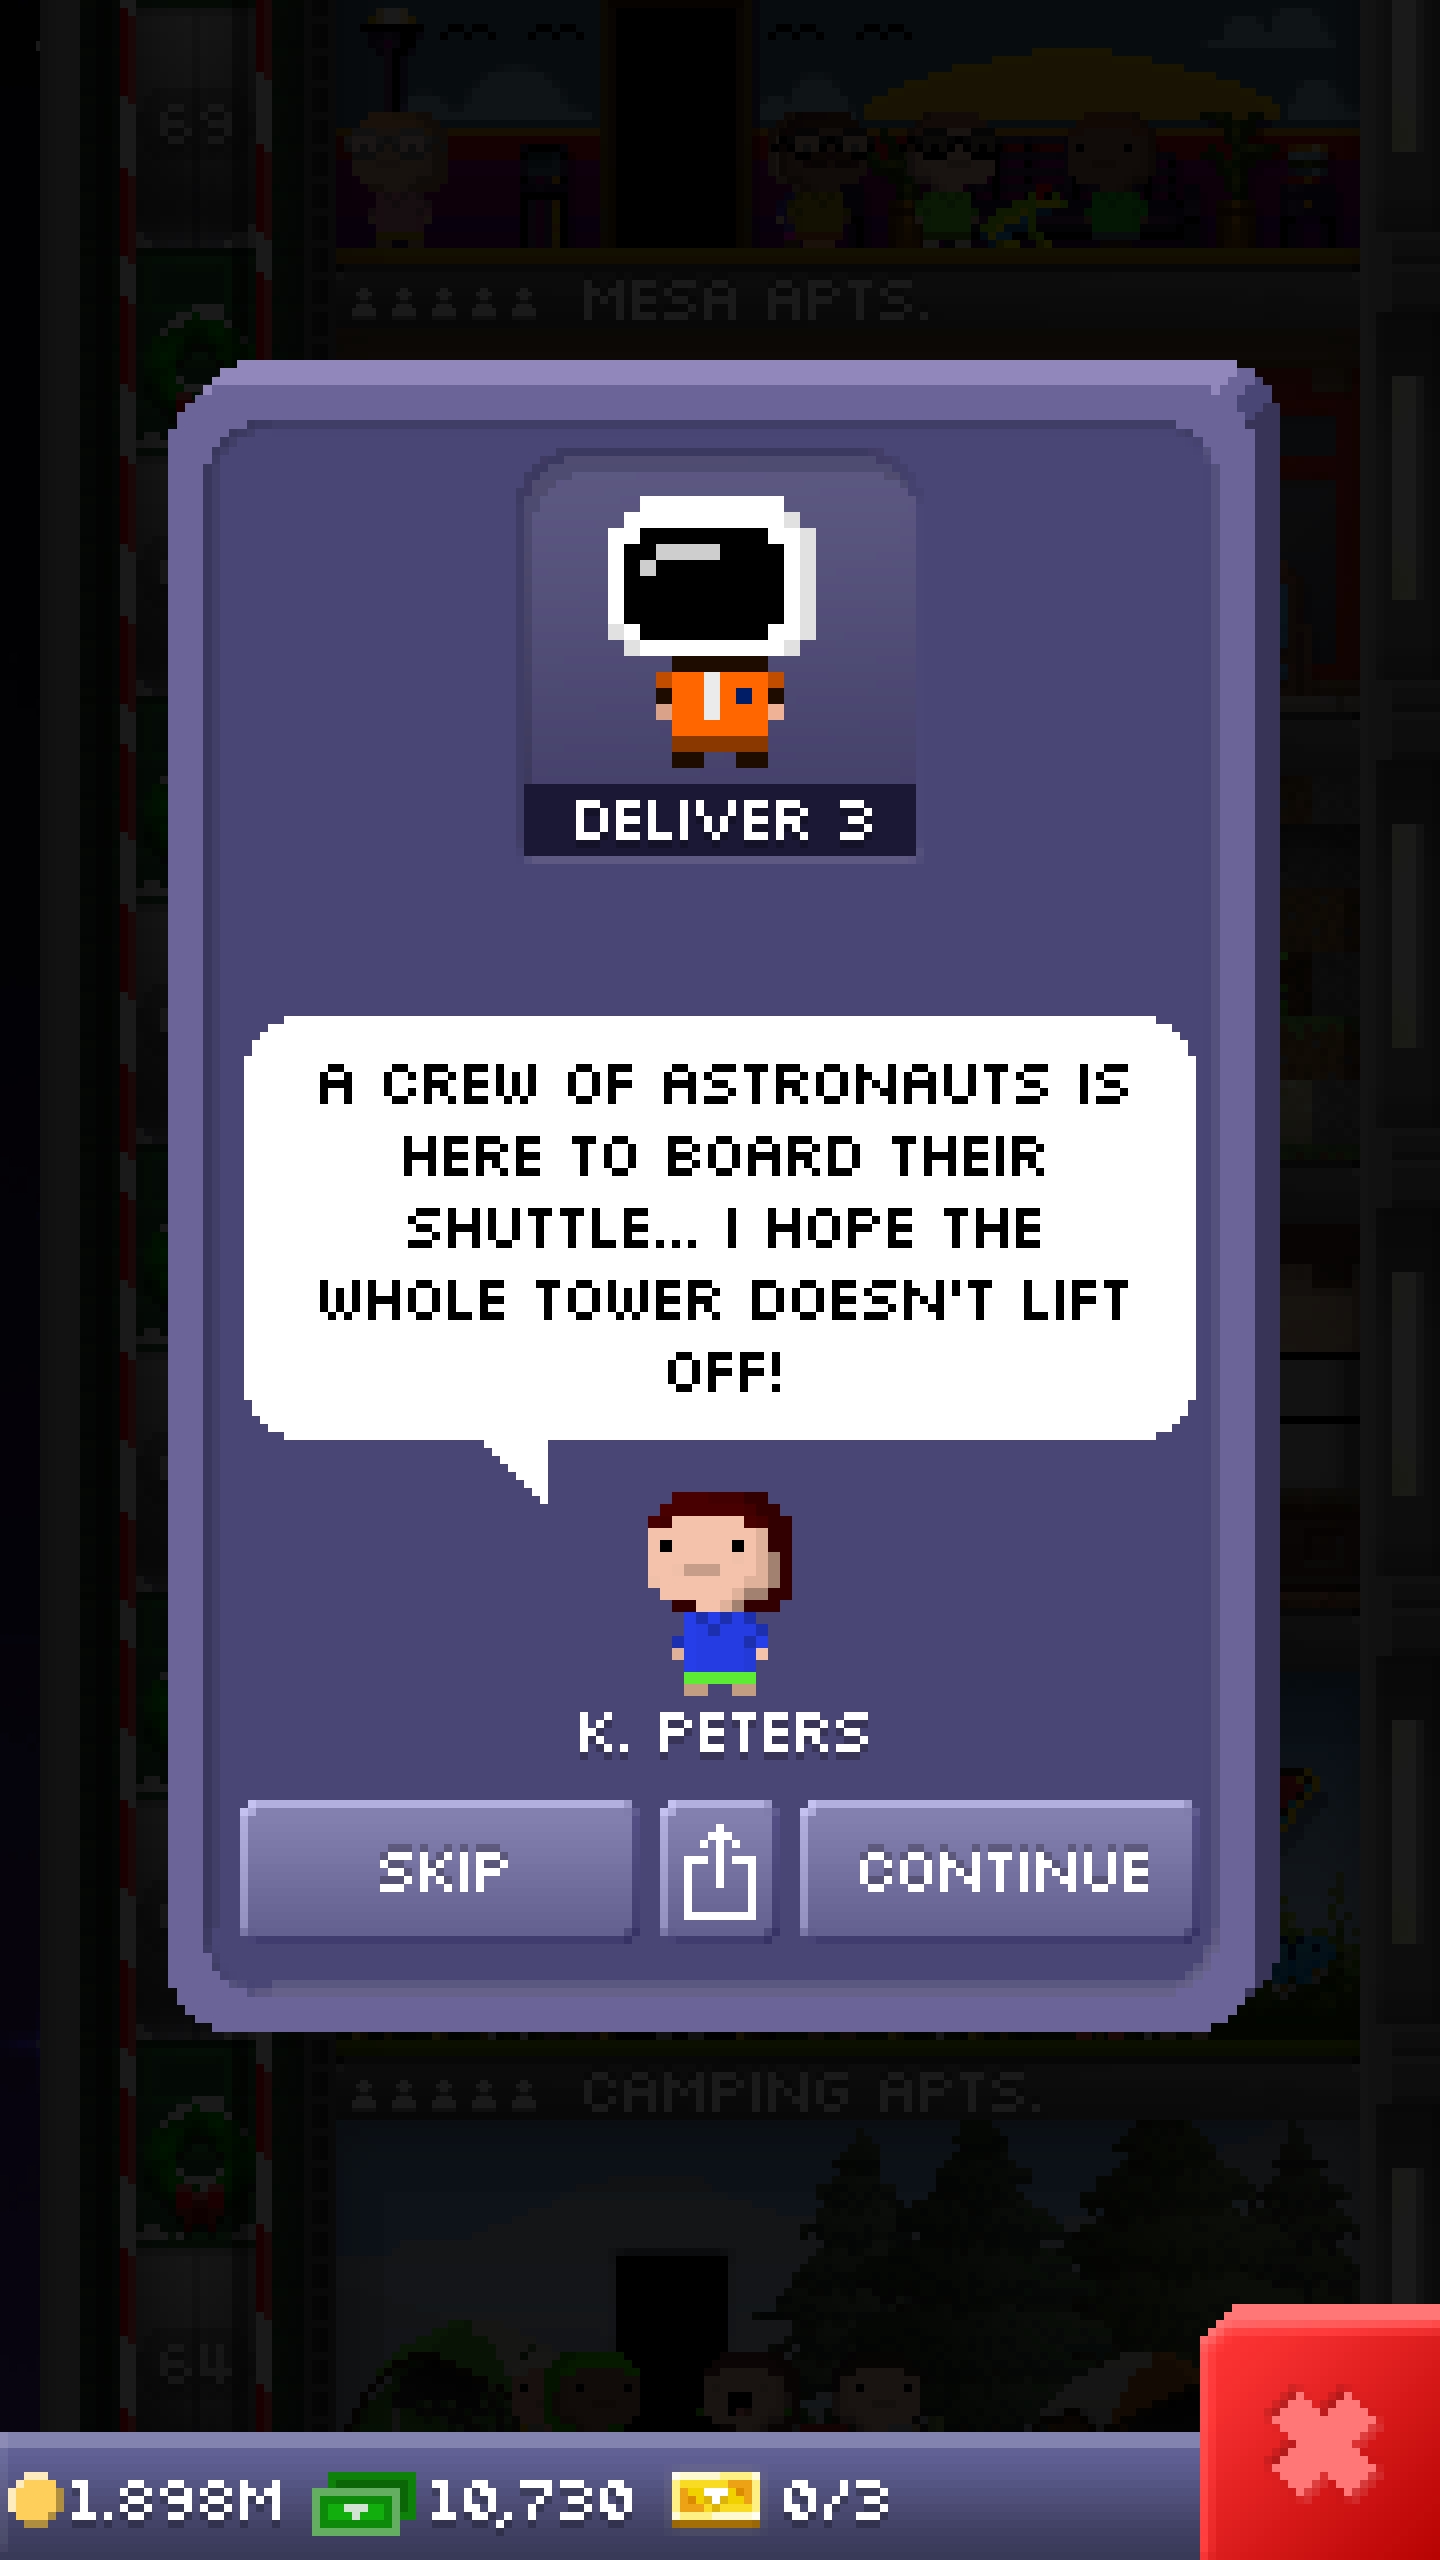 69
MESA APTS.
DELIVER 3
A CREW OF ASTRONAUTS IS
HERE TO BOARD THEIR
SHUTTLE... I HOPE THE
WHOLE TOWER DOESN'T LIFT
OFF!
K. PETERS
SKIP
CONTINUE
CAMPING APTS.
64
1.898M
10,730
0/3